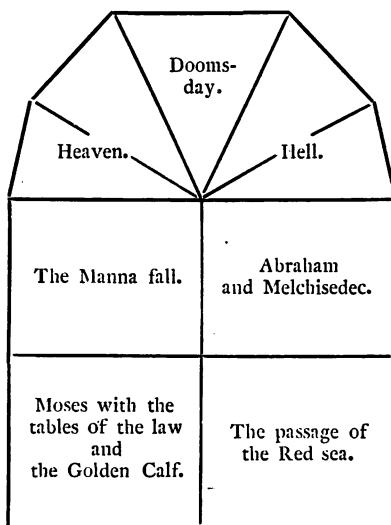 Dooms-
day.
Heaven.
Hell.
The Manna fall.
Abraham
and Melchisedec.
Moses with the
tables of the law
and
the Golden Calf.
The passage of
the Red sea.